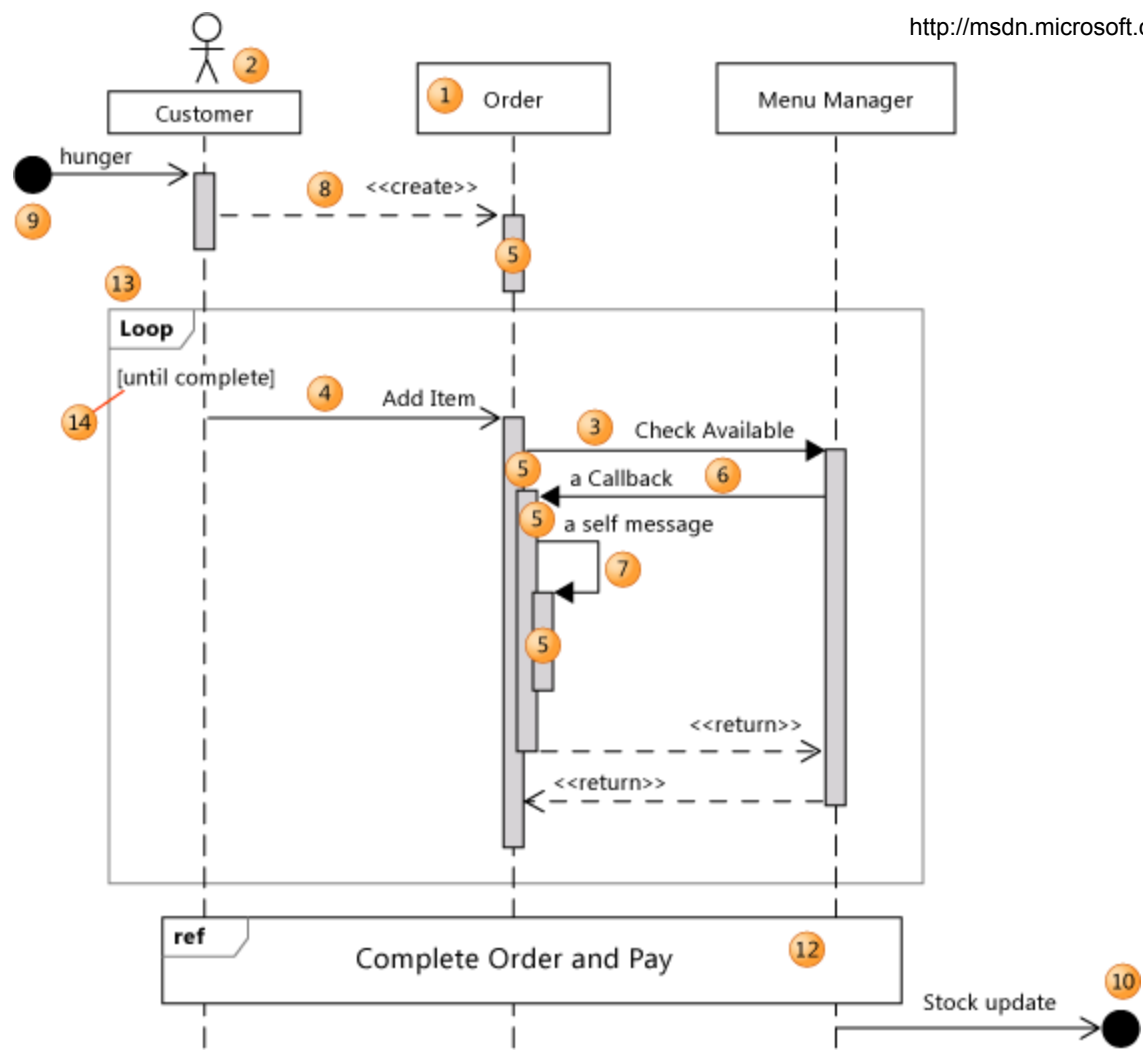 http://msdn.microsoft.c
2
1
Order
Menu Manager
Customer
hunger
8
<<create>>
9
5
13
Loop
[until complete]
4
Add Item
14
3
Check Available
5
a Callback
6
5
a self message
7
5
<<return>>
<<return>>
ref
Complete Order and Pay
12
10
Stock update